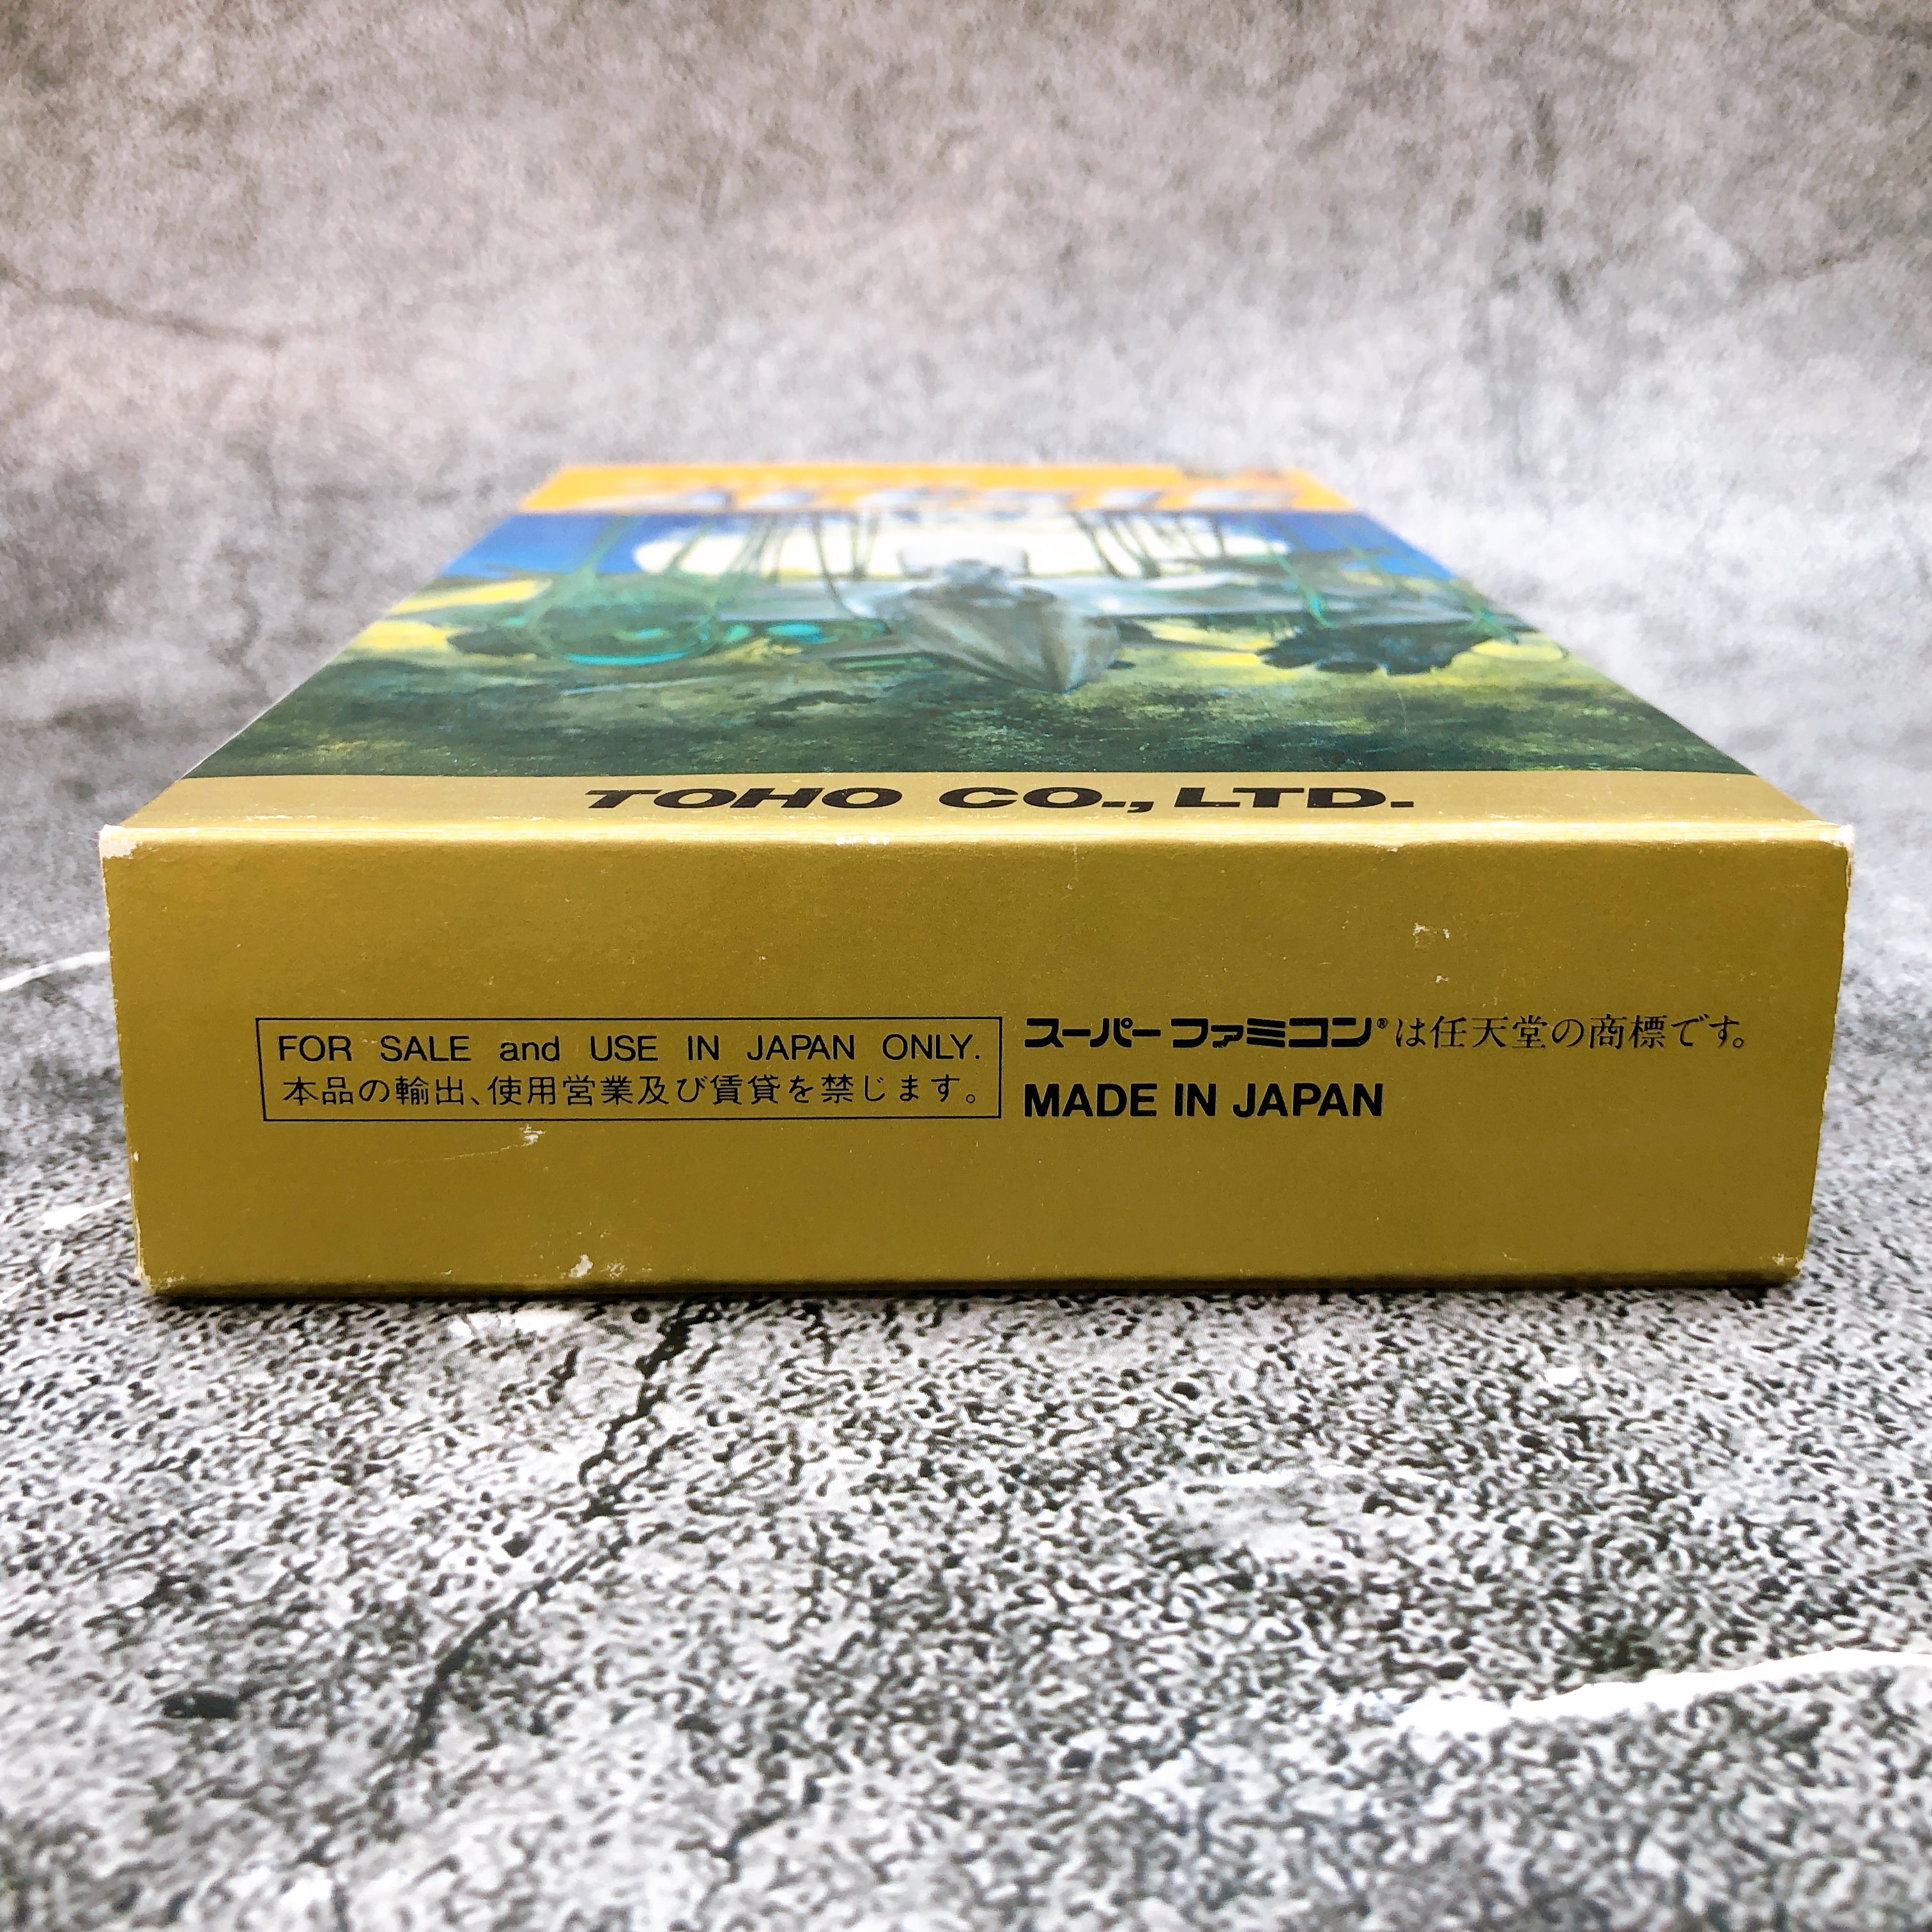 TOHO CO., LTD.
FOR SALE and USE IN JAPAN ONLY.
本品の輸出、使用営業及び賃貸を禁じます。
スーパーファミコン®は任天堂の商標です。
MADE IN JAPAN